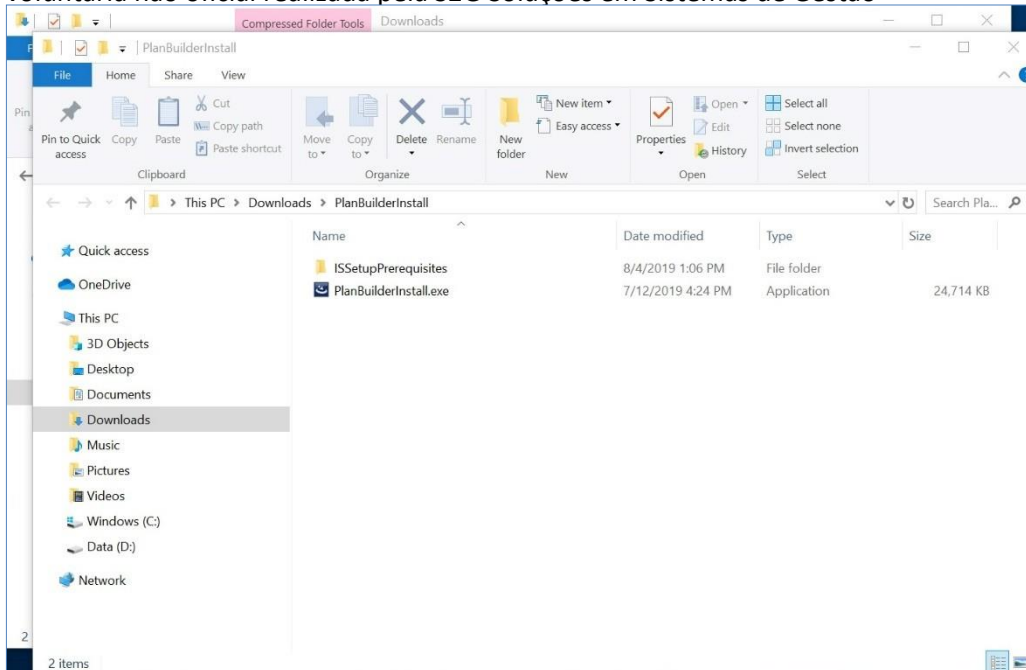 Compressed Folder Tools Downloads
PlanBuilderInstall
File Home Share View
Pin to Quick access
Copy
Paste
Cut
Copy path
Paste shortcut
Move to
Copy to
Delete
Rename
New folder
New item
Easy access
Properties
Open
Edit
History
Select all
Select none
Invert selection
Clipboard Organize New Open Select
This PC > Downloads > PlanBuilderInstall
Search Pla...
Name Date modified Type Size
ISSetupPrerequisites 8/4/2019 1:06 PM File folder
PlanBuilderInstall.exe 7/12/2019 4:24 PM Application 24,714 KB
Quick access
OneDrive
This PC
3D Objects
Desktop
Documents
Downloads
Music
Pictures
Videos
Windows (C:)
Data (D:)
Network
2
2 items